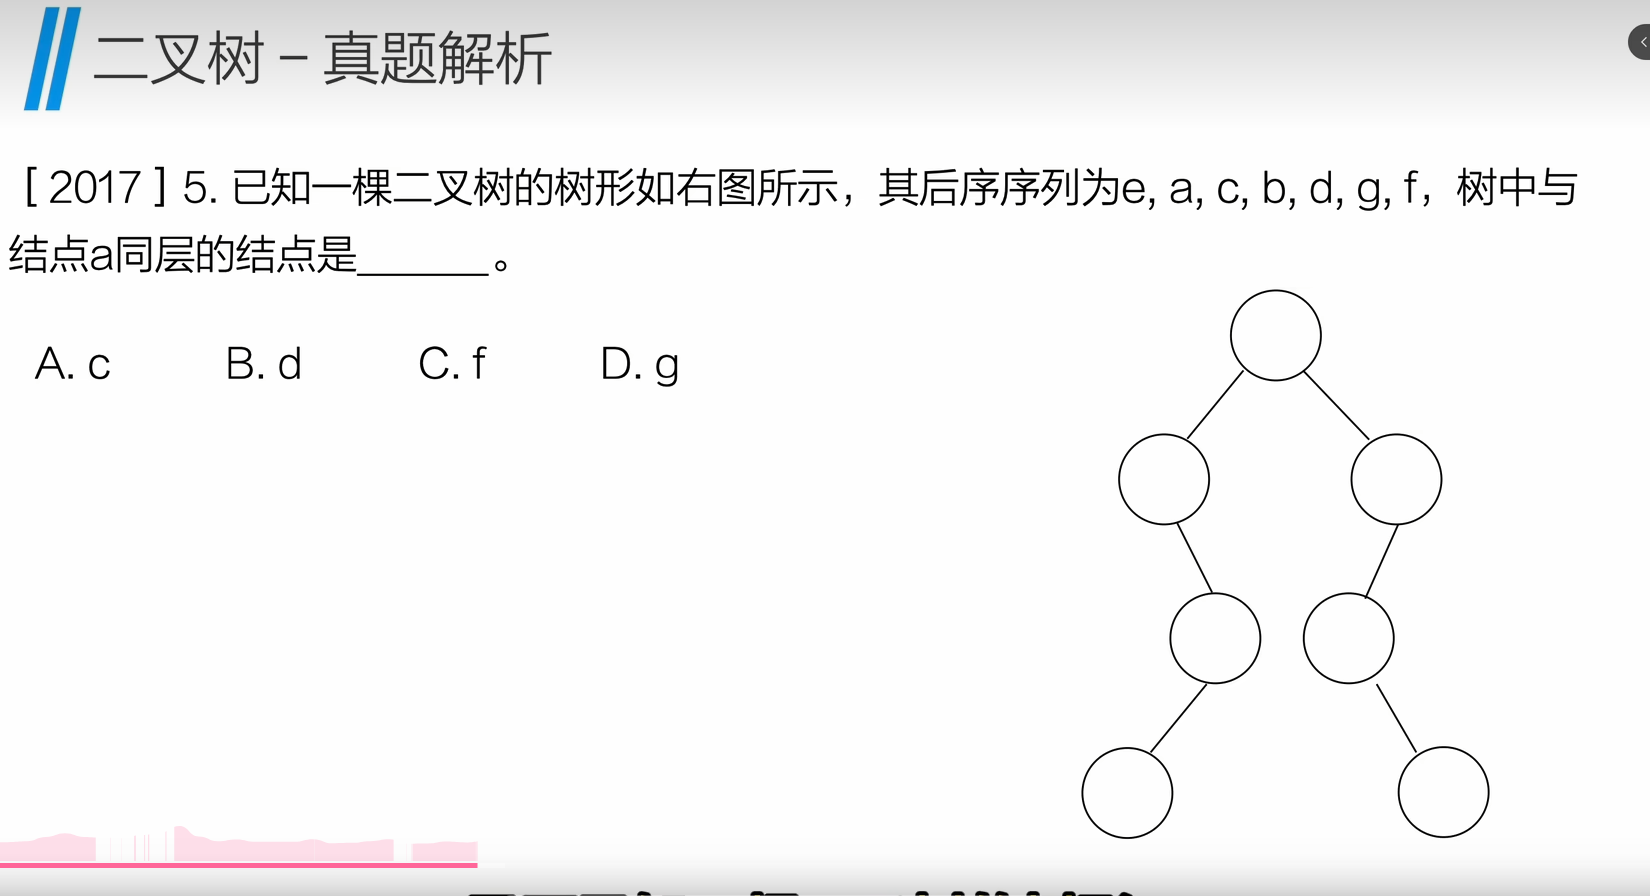 二叉树 – 真题解析
[ 2017 ] 5. 已知一棵二叉树的树形如右图所示，其后序序列为e, a, c, b, d, g, f，树中与
结点a同层的结点是______。
A. c B. d C. f D. g